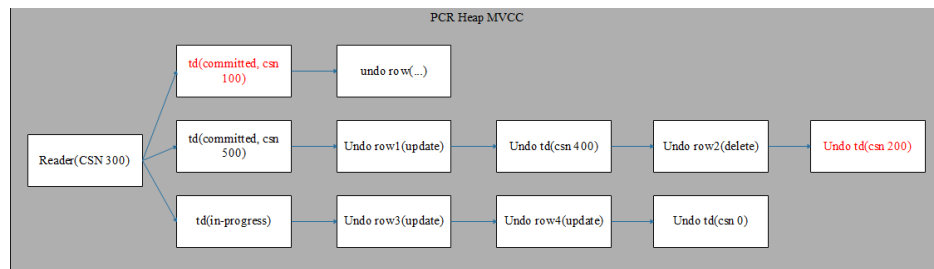 PCR Heap MVCC
td(committed, csn
100)
undo row(...)
Reader(CSN 300)
td(committed, csn
500)
Undo row1(update)
Undo td(csn 400)
Undo row2(delete)
Undo td(csn 200)
td(in-progress)
Undo row3(update)
Undo row4(update)
Undo td(csn 0)